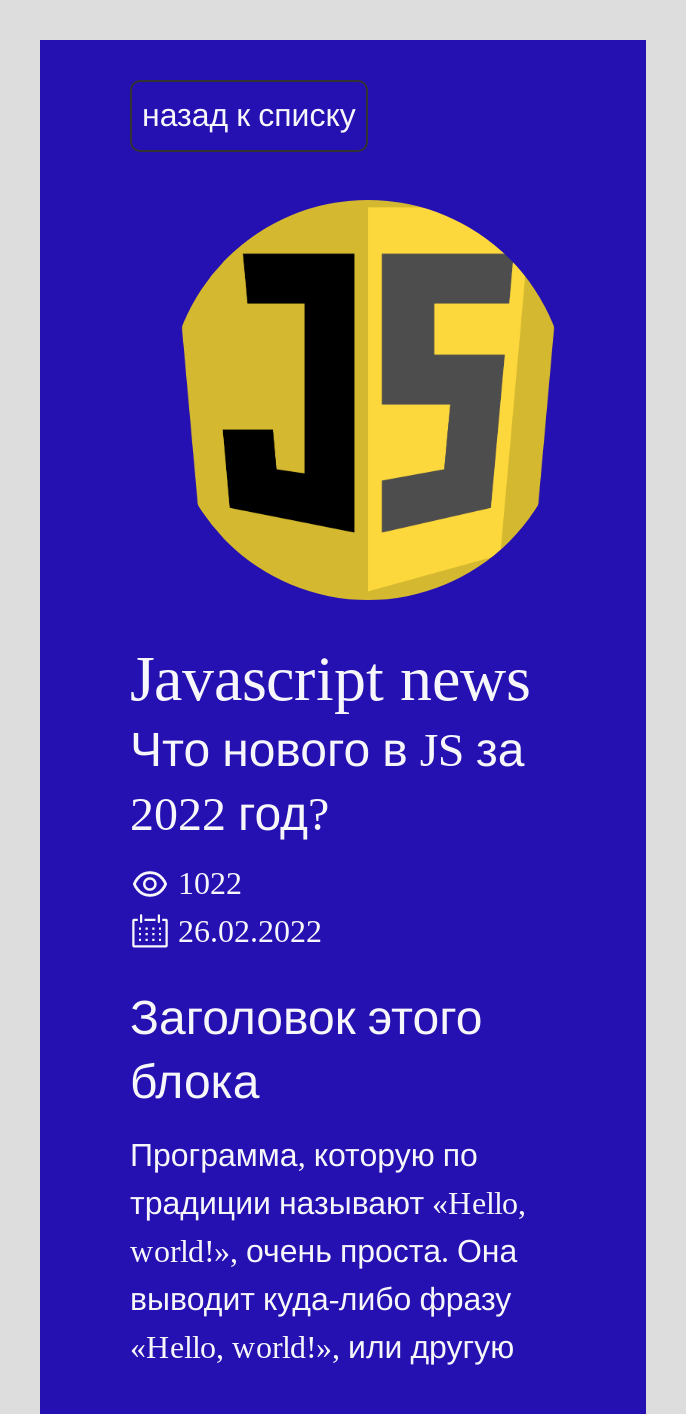 назад к списку
JS
Javascript news
Что нового в JS за
2022 год?
1022
26.02.2022
Заголовок этого
блока
Программа, которую по
традиции называют «Hello,
world!», очень проста. Она
выводит куда-либо фразу
«Hello, world!», или другую